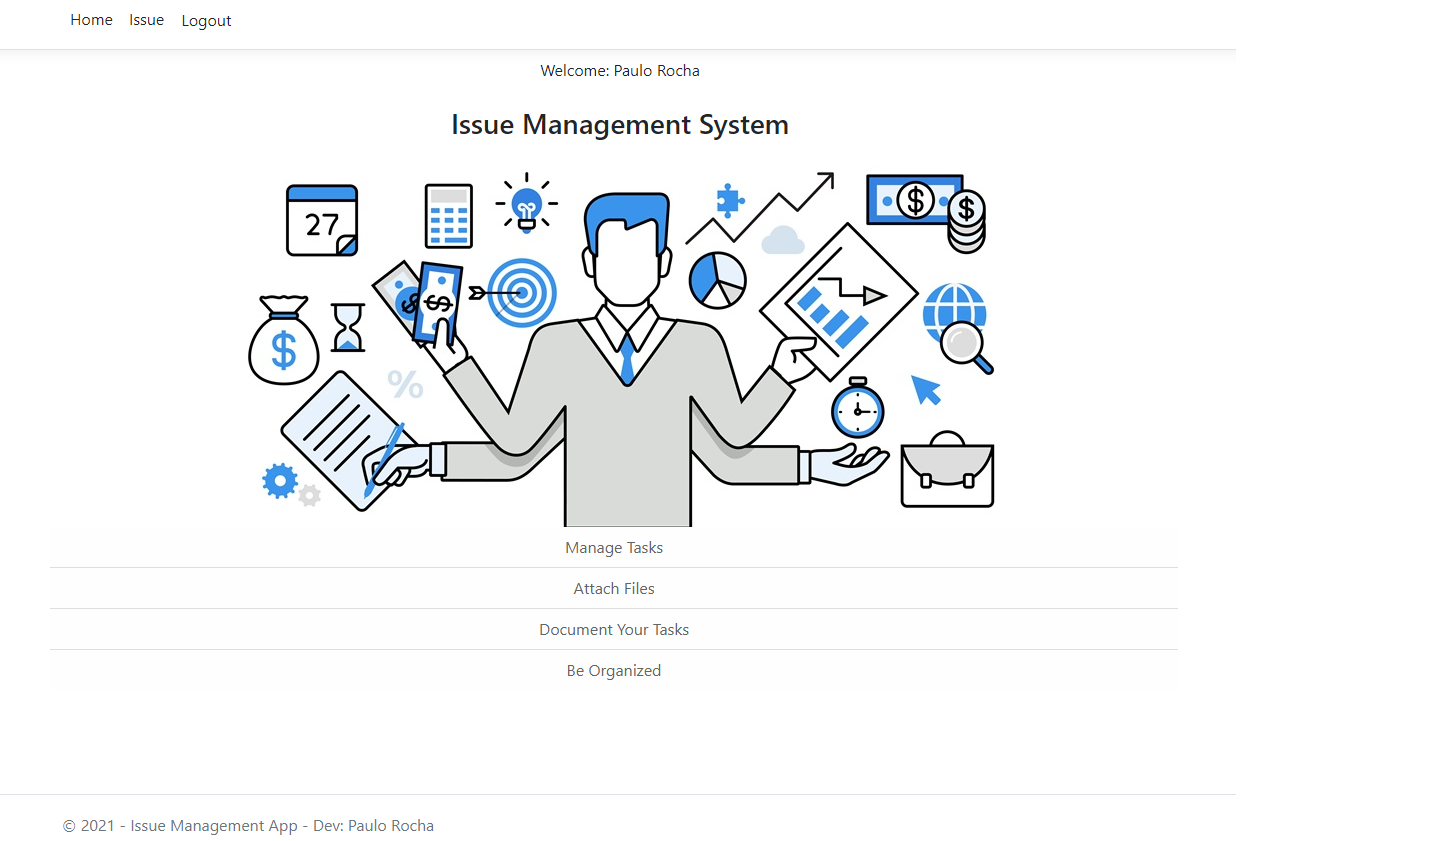 Home Issue Logout
Welcome: Paulo Rocha
Issue Management System
27
$
$
$
$
$
%
Manage Tasks
Attach Files
Document Your Tasks
Be Organized
© 2021 - Issue Management App - Dev: Paulo Rocha